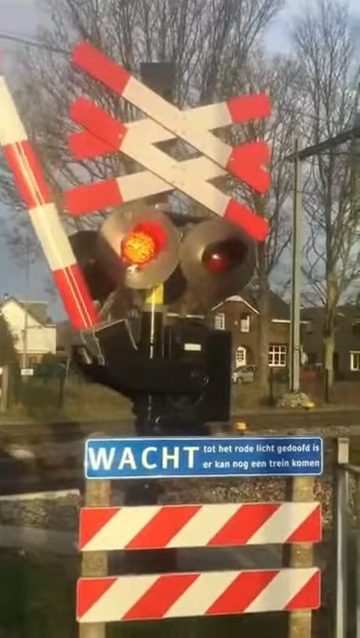 WACHT
tot het rode licht gedoofd is
er kan nog een trein komen